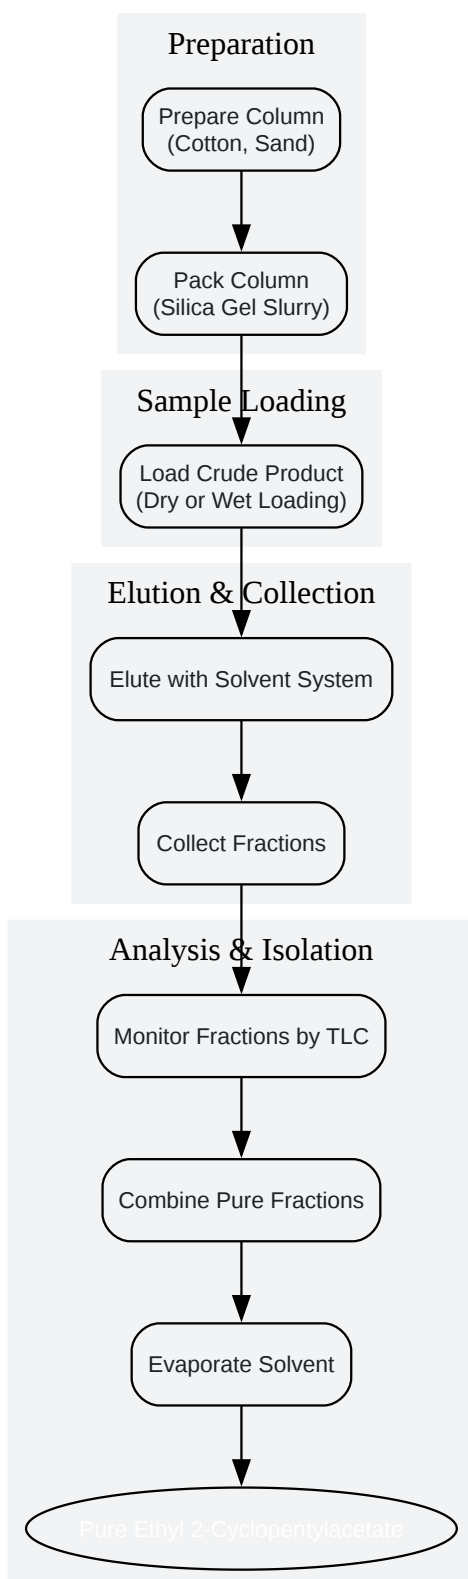 Preparation
Prepare Column
(Cotton, Sand)
Pack Column
(Silica Gel Slurry)
Sample Loading
Load Crude Product
(Dry or Wet Loading)
Elution & Collection
Elute with Solvent System
Collect Fractions
Analysis & Isolation
Monitor Fractions by TLC
Combine Pure Fractions
Evaporate Solvent
Pure Ethyl 2-Cyclopentylacetate